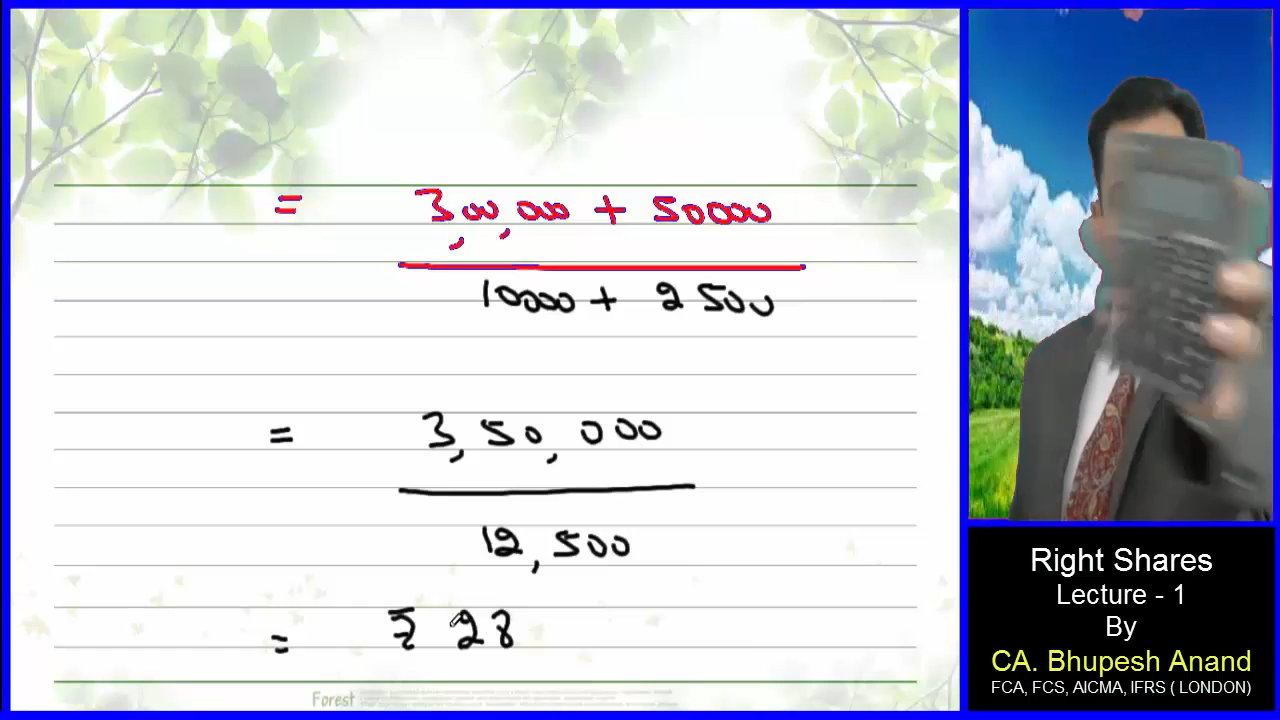 = 3,00,000 + 50000
10000 + 2500
= 3,50,000
12,500
= ₹ 28
Forest
Right Shares
Lecture - 1
By
CA. Bhupesh Anand
FCA, FCS, AICMA, IFRS ( LONDON)